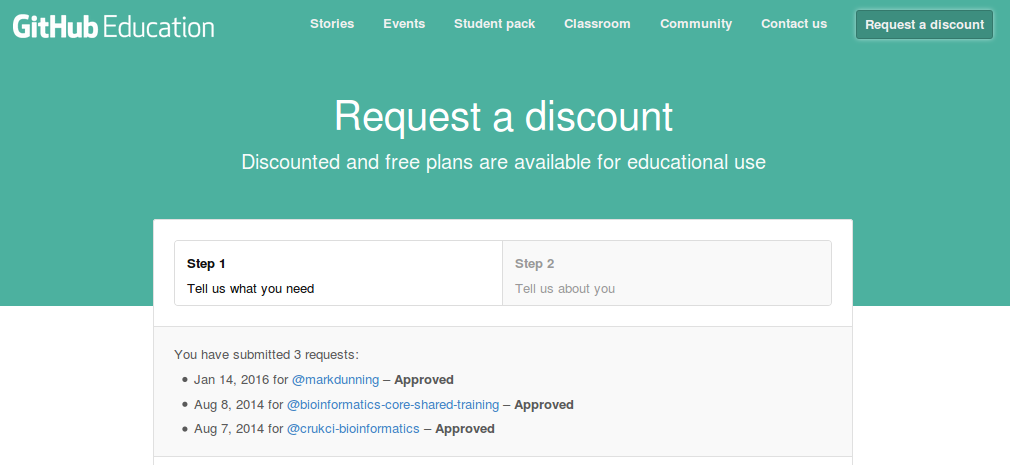 GitHub Education Stories Events Student pack Classroom Community Contact us Request a discount
Request a discount
Discounted and free plans are available for educational use
Step 1
Tell us what you need
Step 2
Tell us about you
You have submitted 3 requests:
• Jan 14, 2016 for @markdunning – Approved
• Aug 8, 2014 for @bioinformatics-core-shared-training – Approved
• Aug 7, 2014 for @crukci-bioinformatics – Approved